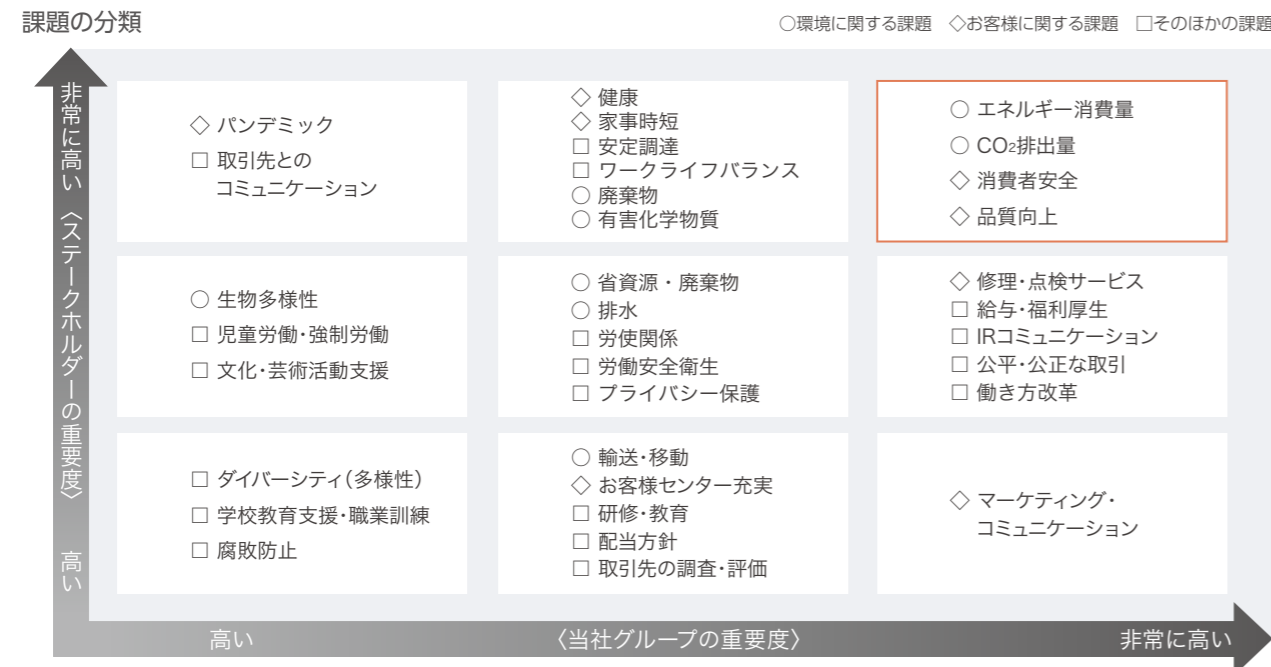 課題の分類
○環境に関する課題 ◇お客様に関する課題 □そのほかの課題
非常に高い 〈ステークホルダーの重要度〉 高い
◇ パンデミック
□ 取引先との
コミュニケーション
◇ 健康
◇ 家事時短
□ 安定調達
□ ワークライフバランス
○ 廃棄物
○ 有害化学物質
○ エネルギー消費量
○ CO2排出量
◇ 消費者安全
◇ 品質向上
○ 生物多様性
□ 児童労働・強制労働
□ 文化・芸術活動支援
○ 省資源・廃棄物
○ 排水
□ 労使関係
□ 労働安全衛生
□ プライバシー保護
◇ 修理・点検サービス
□ 給与・福利厚生
□ IRコミュニケーション
□ 公平・公正な取引
□ 働き方改革
□ ダイバーシティ(多様性)
□ 学校教育支援・職業訓練
□ 腐敗防止
○ 輸送・移動
◇ お客様センター充実
□ 研修・教育
□ 配当方針
□ 取引先の調査・評価
◇ マーケティング・
コミュニケーション
高い 〈当社グループの重要度〉 非常に高い